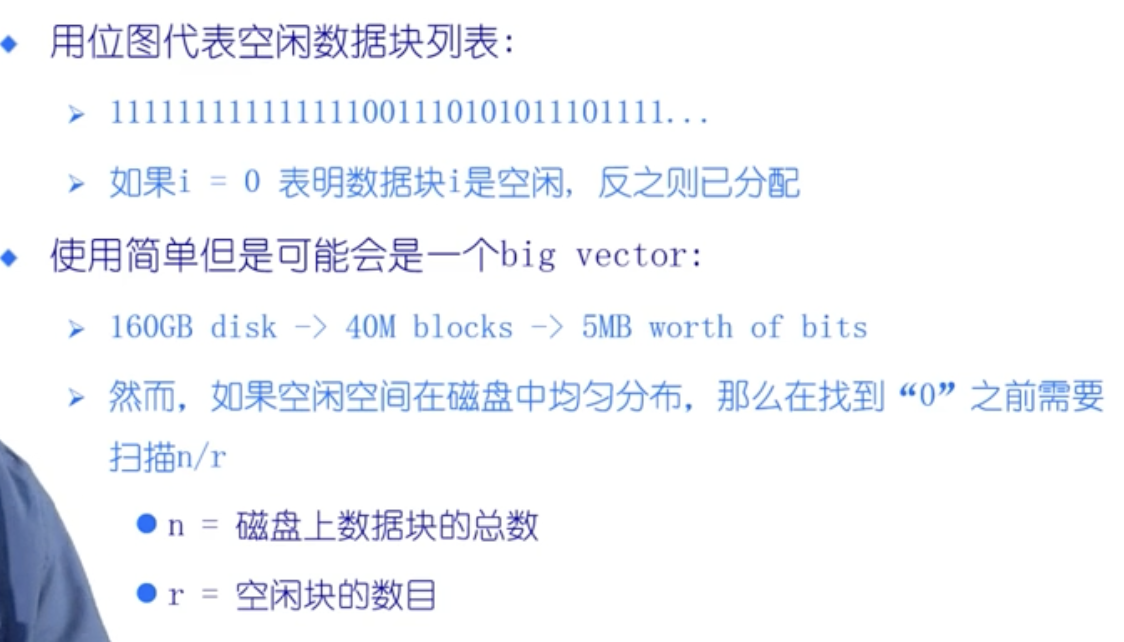 用位图代表空闲数据块列表:
11111111111111110011101010111011111...
如果i = 0 表明数据块i是空闲, 反之则已分配
使用简单但是可能会是一个big vector:
160GB disk -> 40M blocks -> 5MB worth of bits
然而, 如果空闲空间在磁盘中均匀分布, 那么在找到“0”之前需要
扫描n/r
n = 磁盘上数据块的总数
r = 空闲块的数目